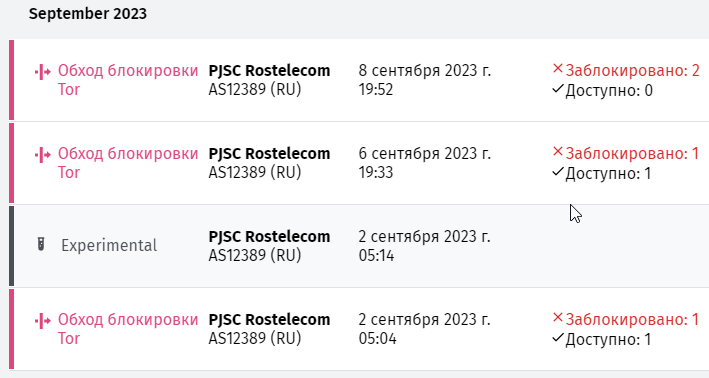 September 2023
Обход блокировки PJSC Rostelecom 8 сентября 2023 г. Заблокировано: 2
Tor AS12389 (RU) 19:52 Доступно: 0
Обход блокировки PJSC Rostelecom 6 сентября 2023 г. Заблокировано: 1
Tor AS12389 (RU) 19:33 Доступно: 1
Experimental PJSC Rostelecom 2 сентября 2023 г.
AS12389 (RU) 05:14
Обход блокировки PJSC Rostelecom 2 сентября 2023 г. Заблокировано: 1
Tor AS12389 (RU) 05:04 Доступно: 1